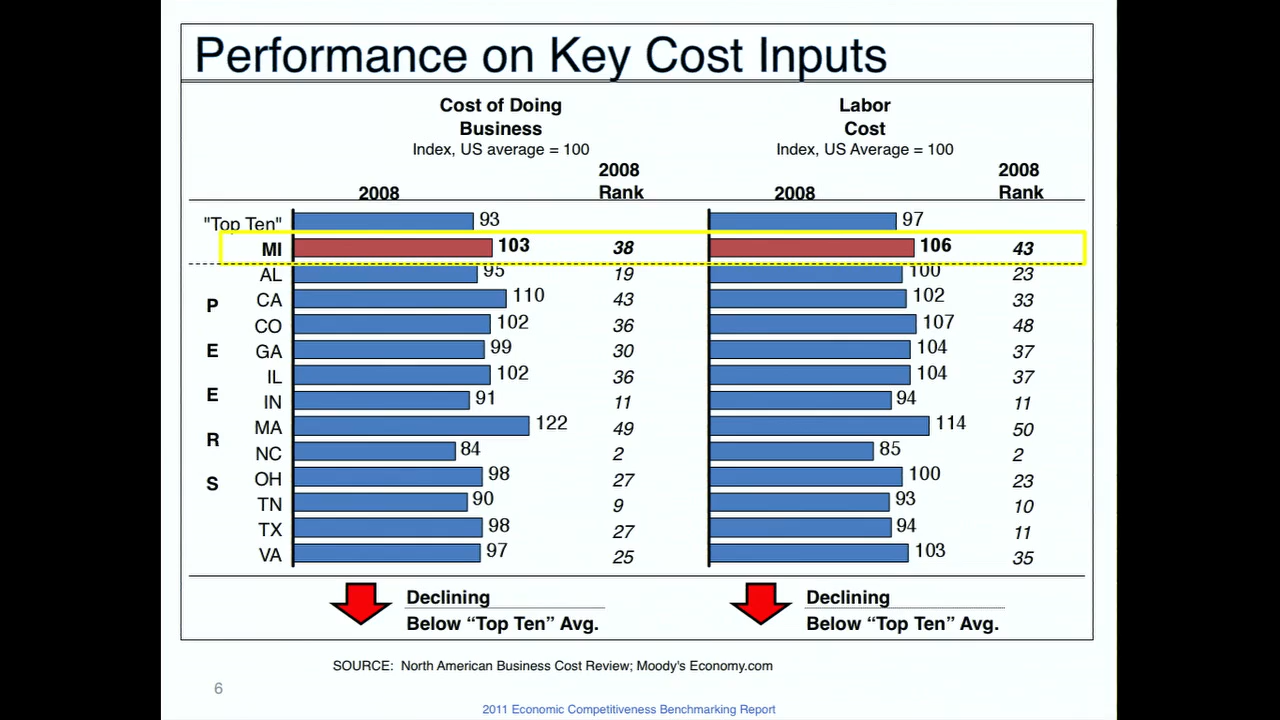 Performance on Key Cost Inputs
Cost of Doing Business
Index, US average = 100
Labor Cost
Index, US Average = 100
2008 2008 Rank 2008 2008 Rank
"Top Ten" 93 97
MI 103 38 106 43
AL 95 19 100 23
P E E R S
CA 110 43 102 33
CO 102 36 107 48
GA 99 30 104 37
IL 102 36 104 37
IN 91 11 94 11
MA 122 49 114 50
NC 84 2 85 2
OH 98 27 100 23
TN 90 9 93 10
TX 98 27 94 11
VA 97 25 103 35
Declining
Below “Top Ten” Avg.
Declining
Below “Top Ten” Avg.
SOURCE: North American Business Cost Review; Moody's Economy.com
6
2011 Economic Competitiveness Benchmarking Report